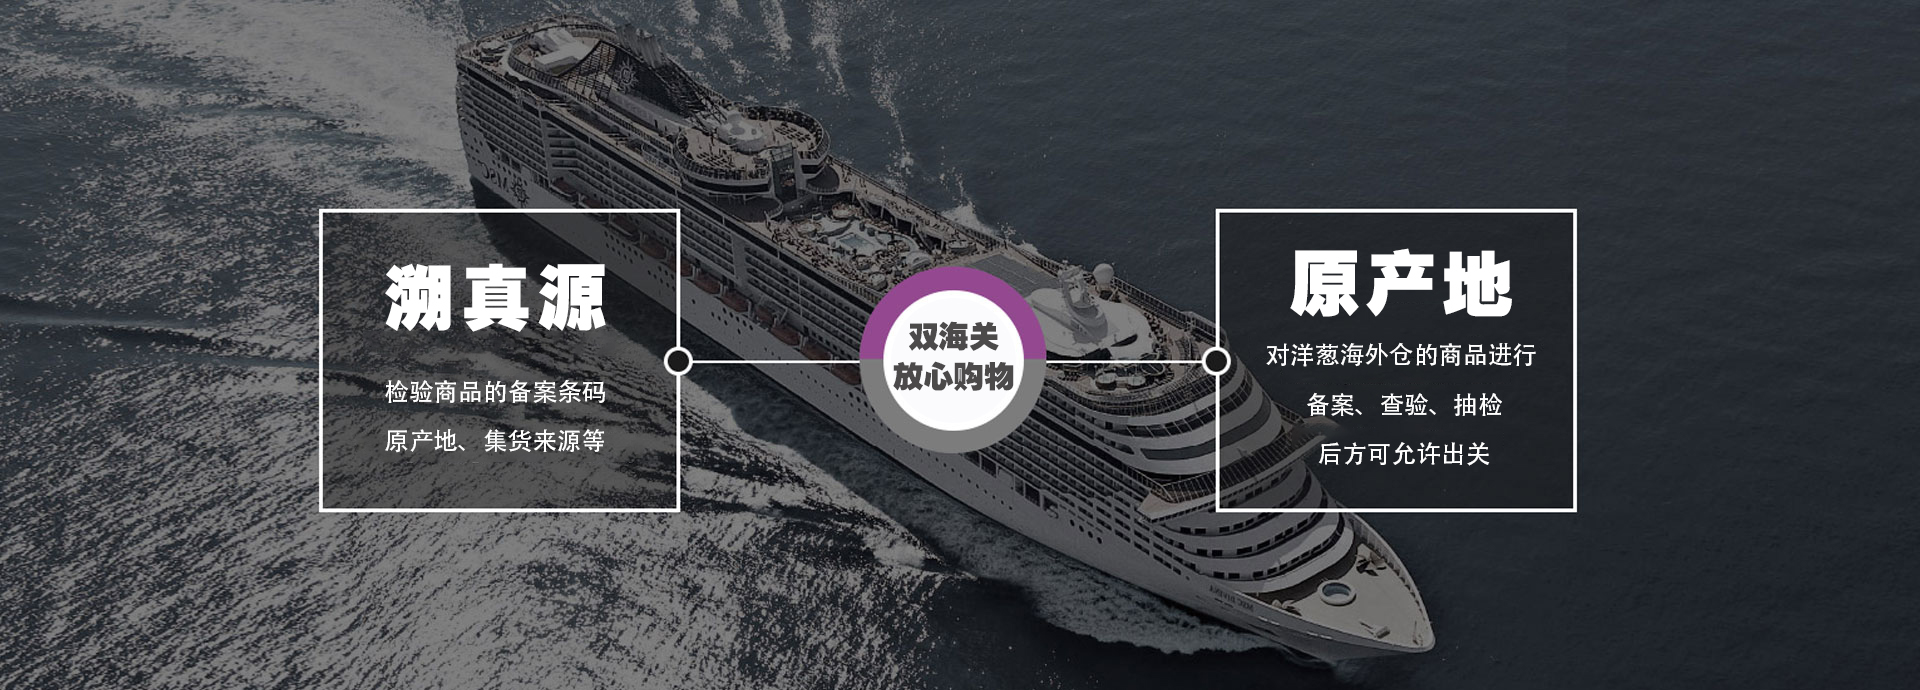 溯真源
检验商品的备案条码
原产地、集货来源等
双海关
放心购物
原产地
对洋葱海外仓的商品进行
备案、查验、抽检
后方可允许出关